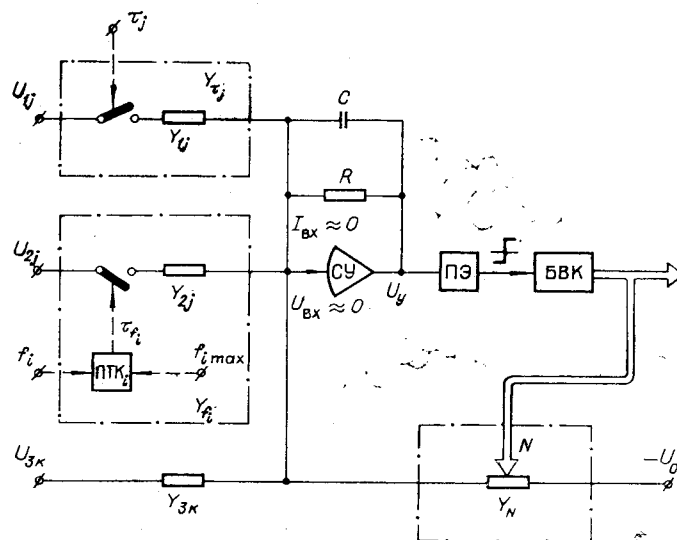 τj
U1j
Yτj
Y1j
C
R
Iвх ≈ 0
U2j
Y2j
СУ
Uвх ≈ 0
Uy
ПЭ
БВК
τfi
fi
ПТКi
fi max
Yfi
U3к
Y3к
N
YN
−U0